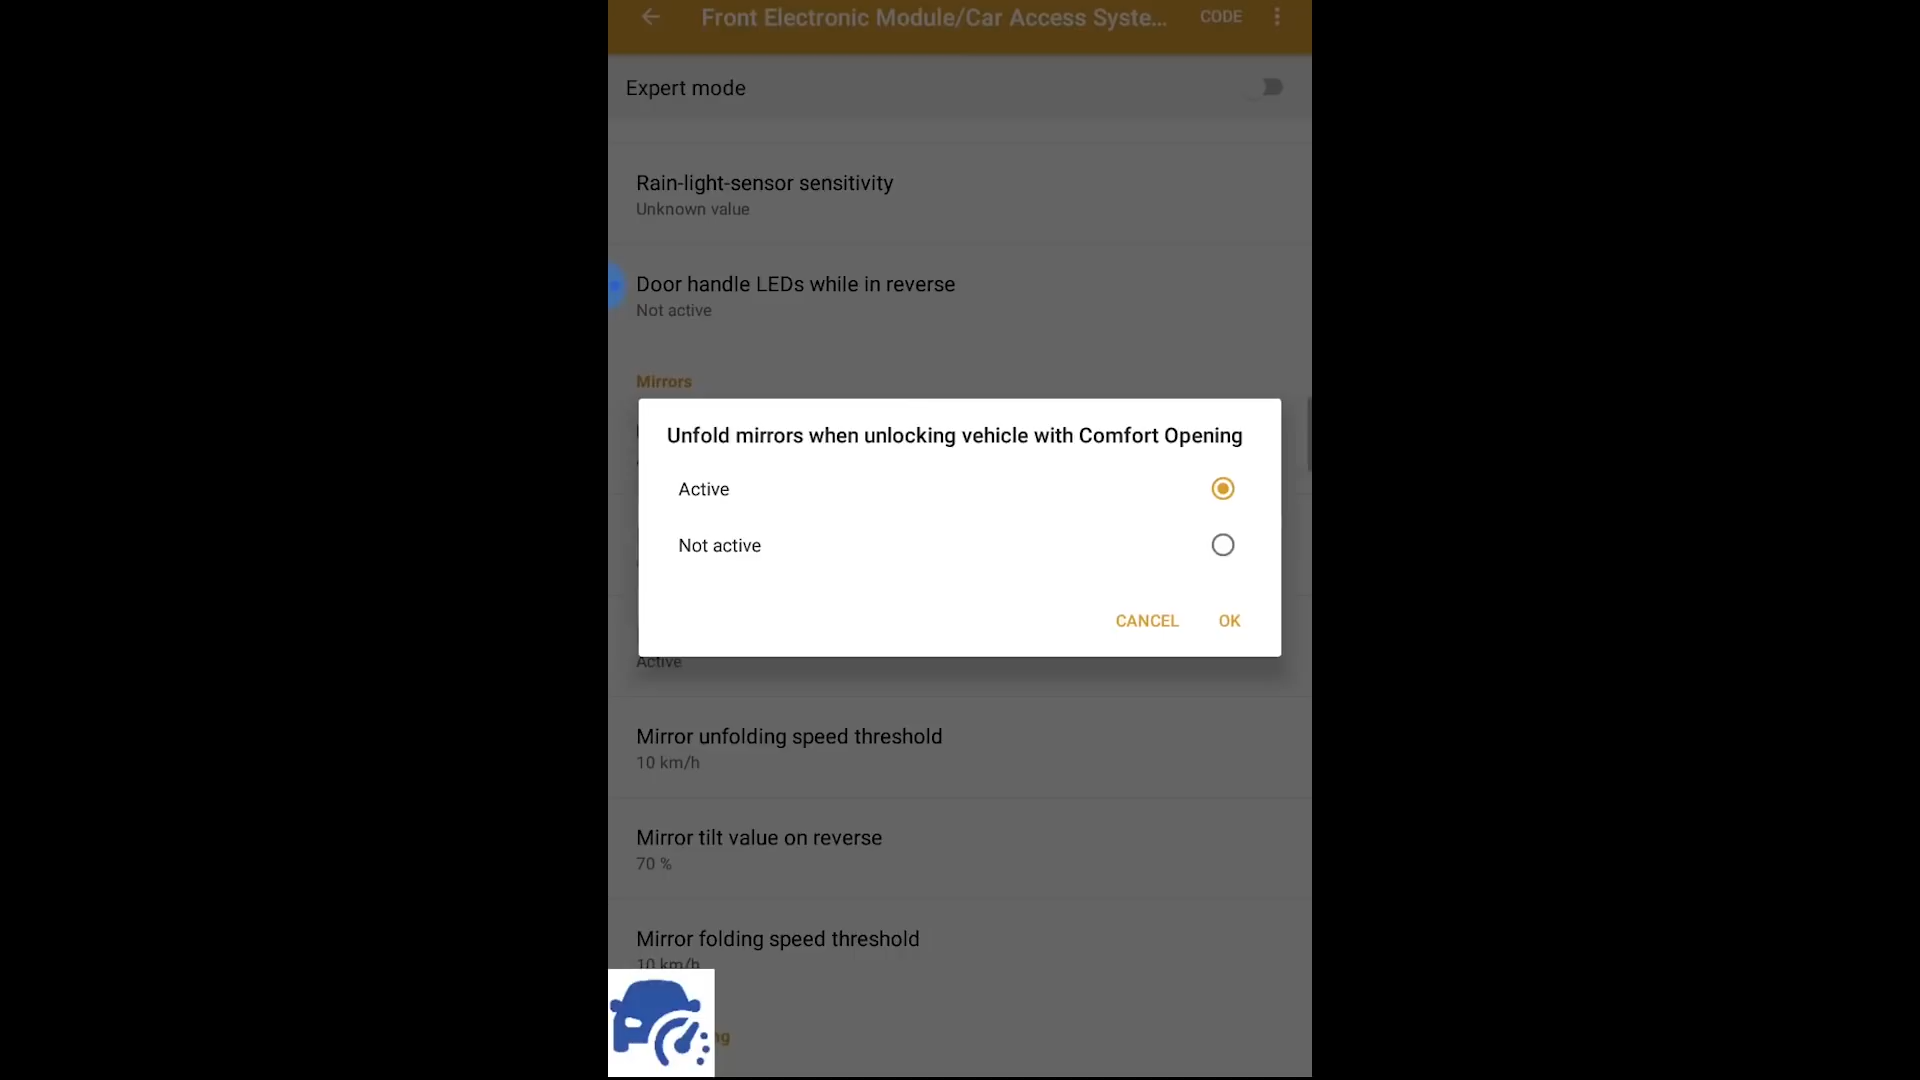 Front Electronic Module/Car Access Syste...
CODE
Expert mode
Rain-light-sensor sensitivity
Unknown value
Door handle LEDs while in reverse
Not active
Mirrors
Unfold mirrors when unlocking vehicle with Comfort Opening
Active
Not active
CANCEL
OK
Active
Mirror unfolding speed threshold
10 km/h
Mirror tilt value on reverse
70 %
Mirror folding speed threshold
10 km/h